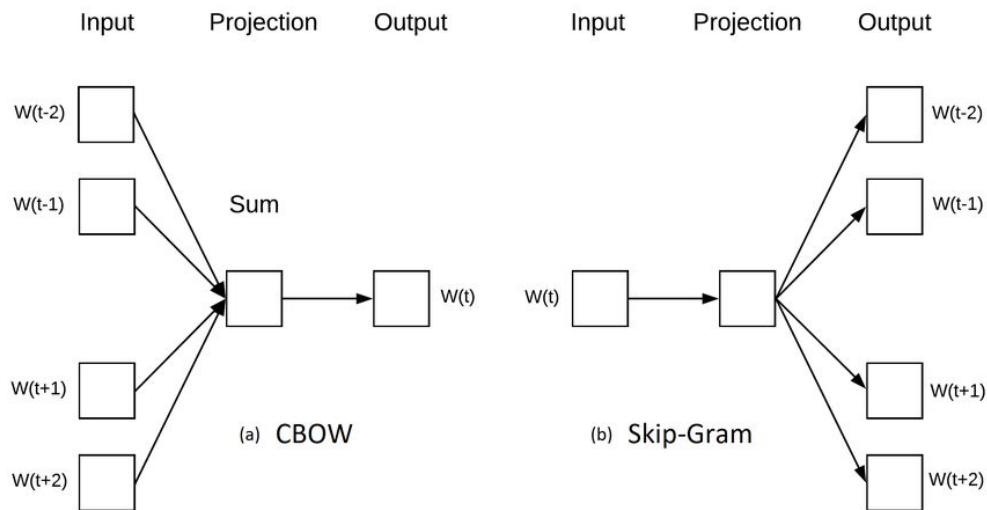 Input Projection Output Input Projection Output
W(t-2) W(t-2)
W(t-1) Sum W(t-1)
W(t) W(t)
W(t+1) W(t+1)
(a) CBOW (b) Skip-Gram
W(t+2) W(t+2)